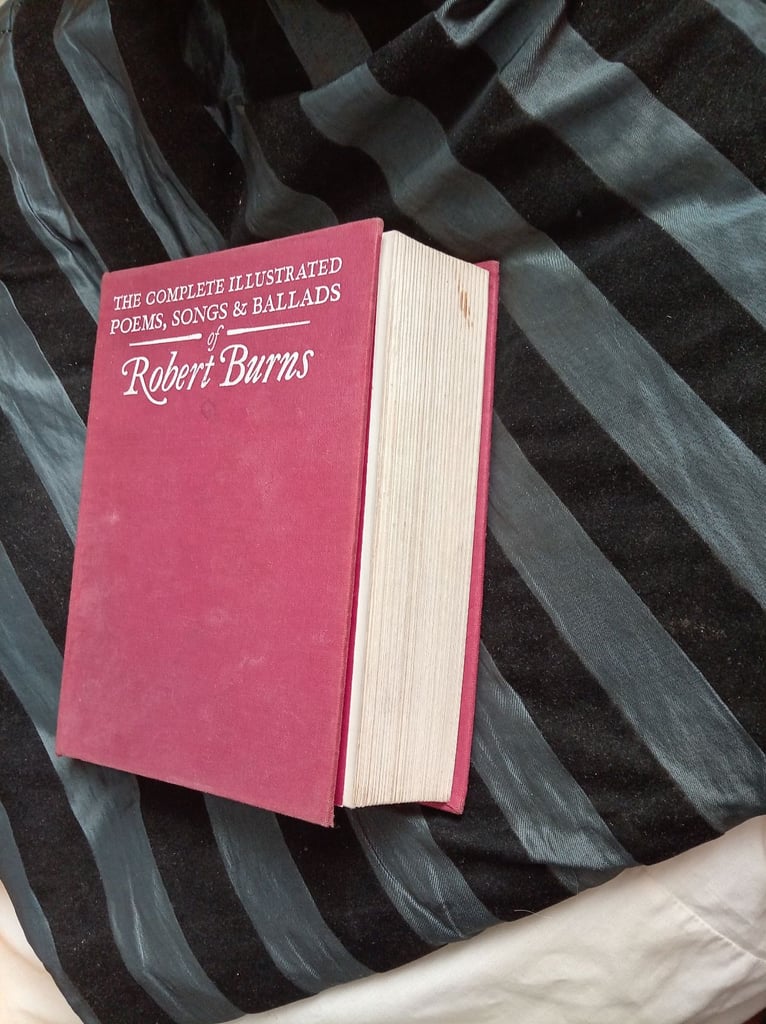 THE COMPLETE ILLUSTRATED
POEMS, SONGS & BALLADS
of
Robert Burns